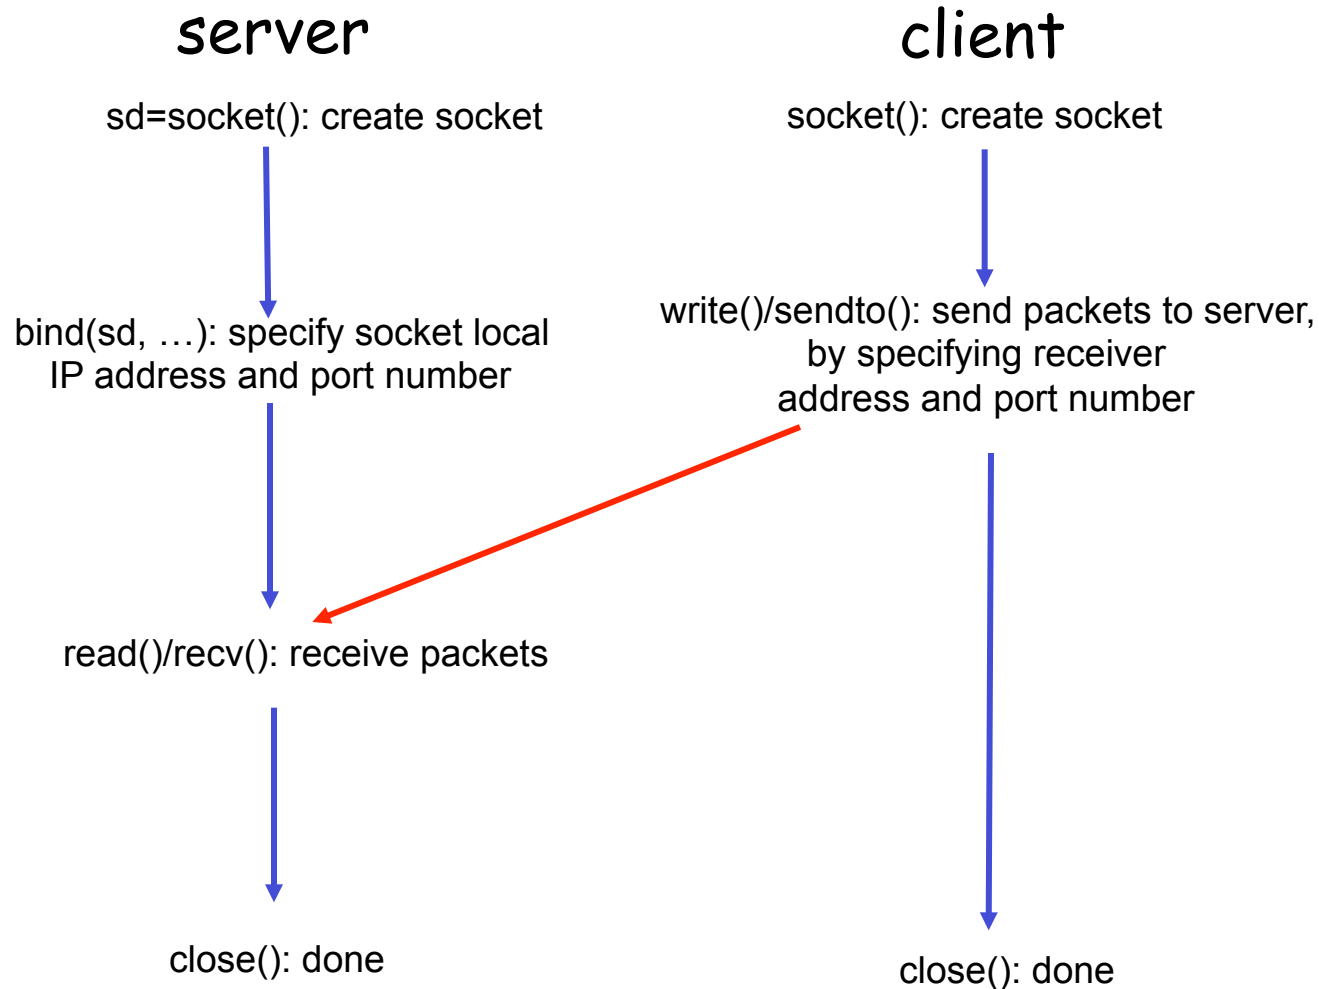 server
sd=socket(): create socket
bind(sd, …): specify socket local
IP address and port number
read()/recv(): receive packets
close(): done
client
socket(): create socket
write()/sendto(): send packets to server,
by specifying receiver
address and port number
close(): done